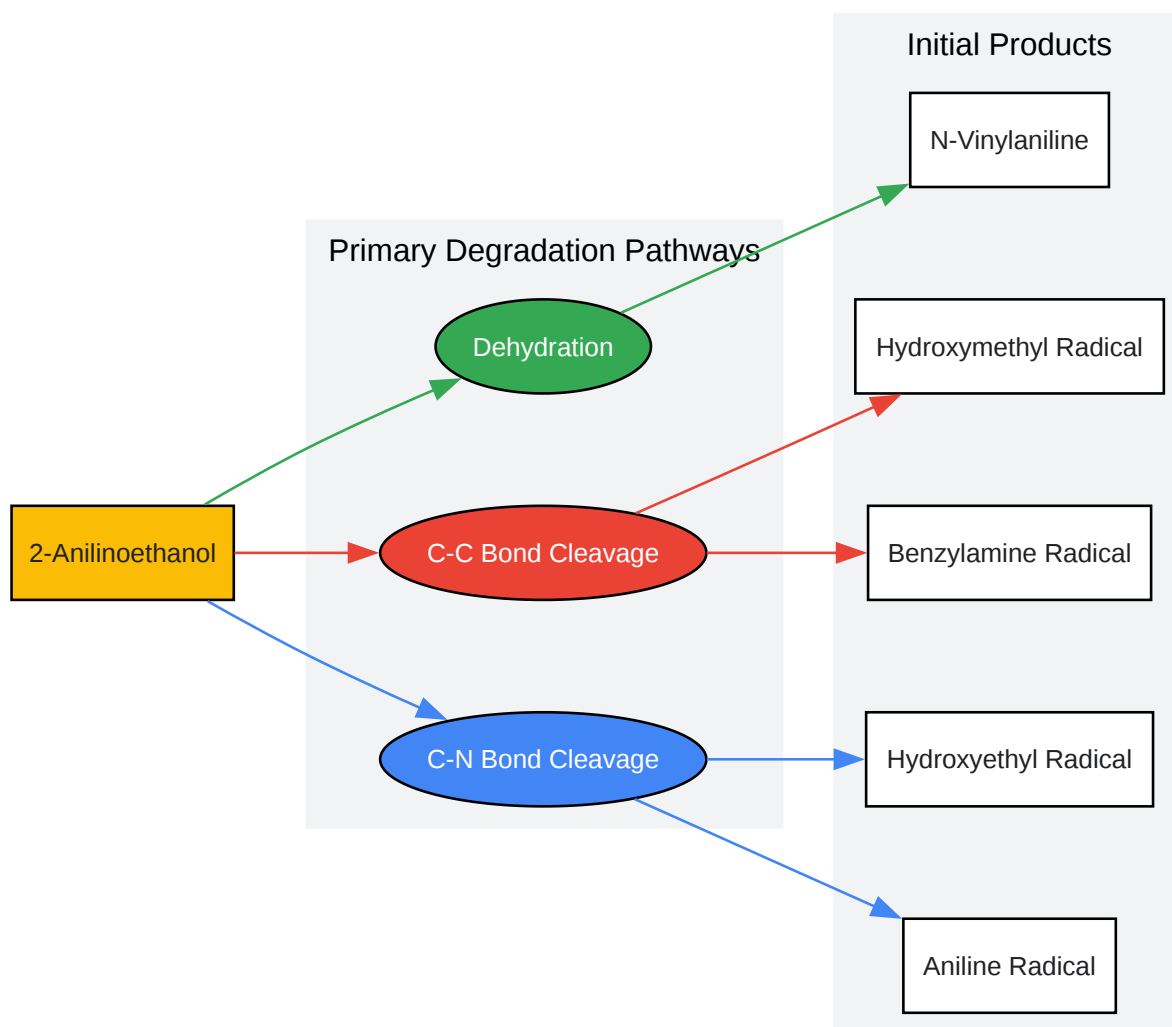 Initial Products
N-Vinylaniline
Primary Degradation Pathways
Dehydration
Hydroxymethyl Radical
2-Anilinoethanol
C-C Bond Cleavage
Benzylamine Radical
C-N Bond Cleavage
Hydroxyethyl Radical
Aniline Radical